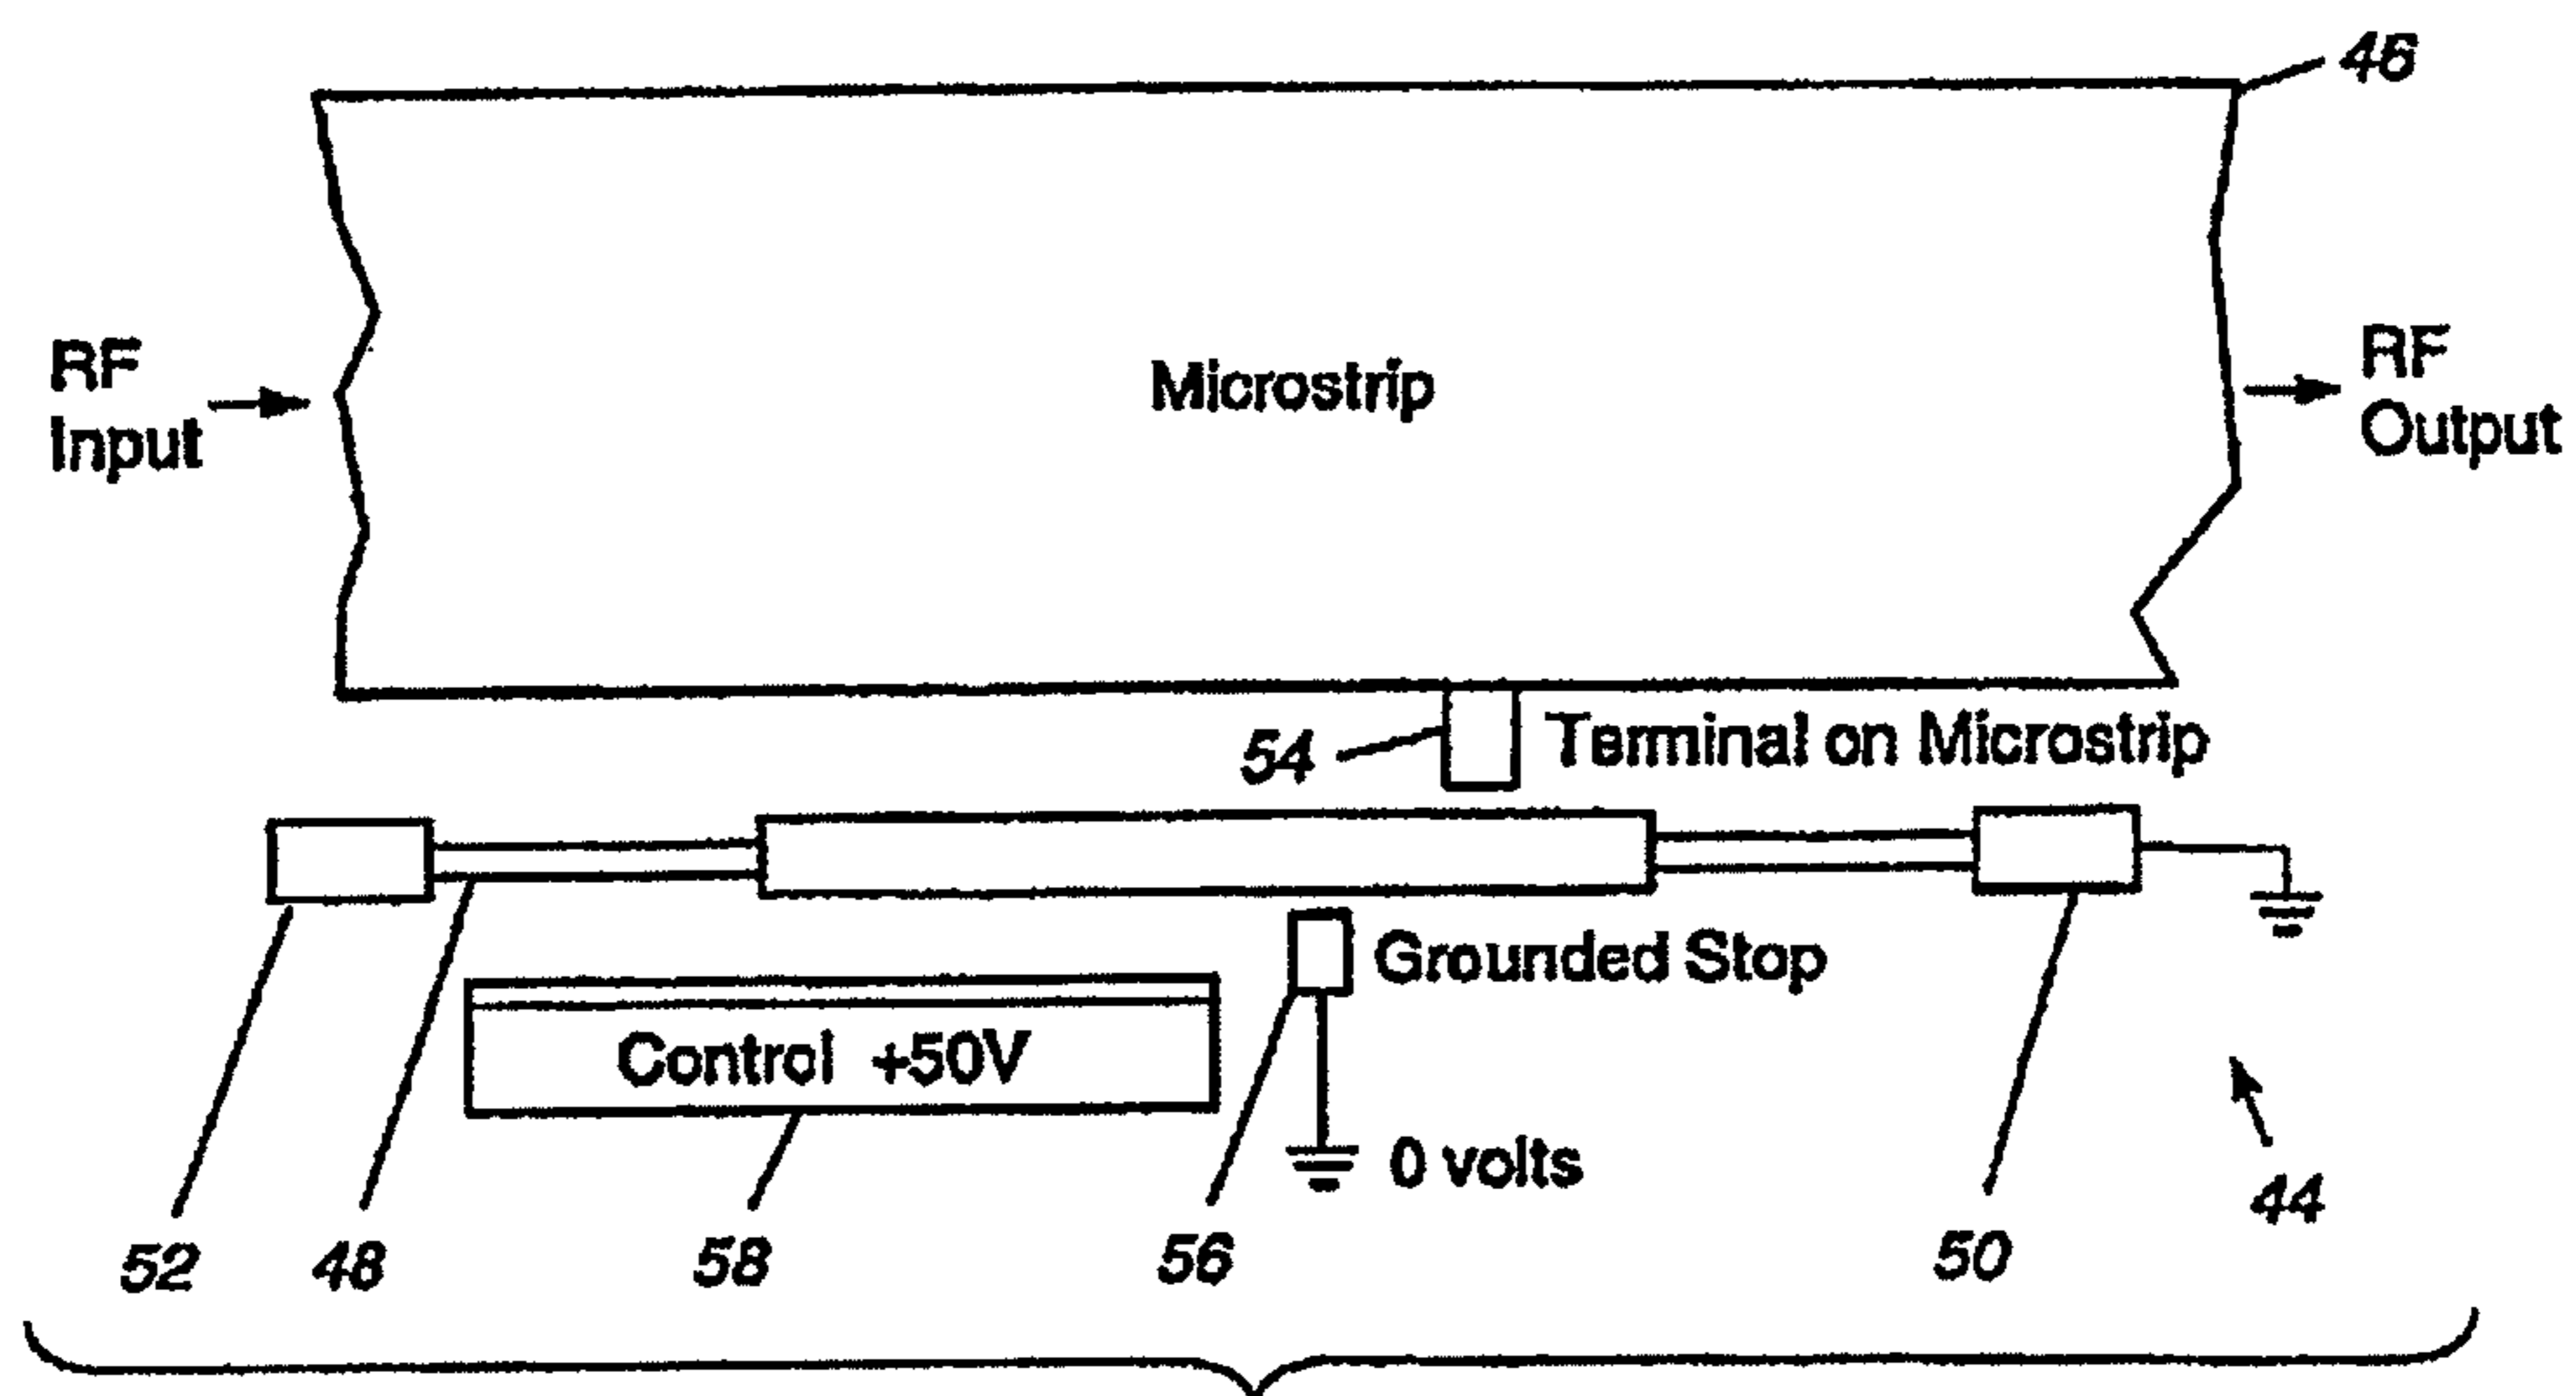 46
RF
Input
Microstrip
RF
Output
54
Terminal on Microstrip
Grounded Stop
Control +50V
0 volts
44
52
48
58
56
50